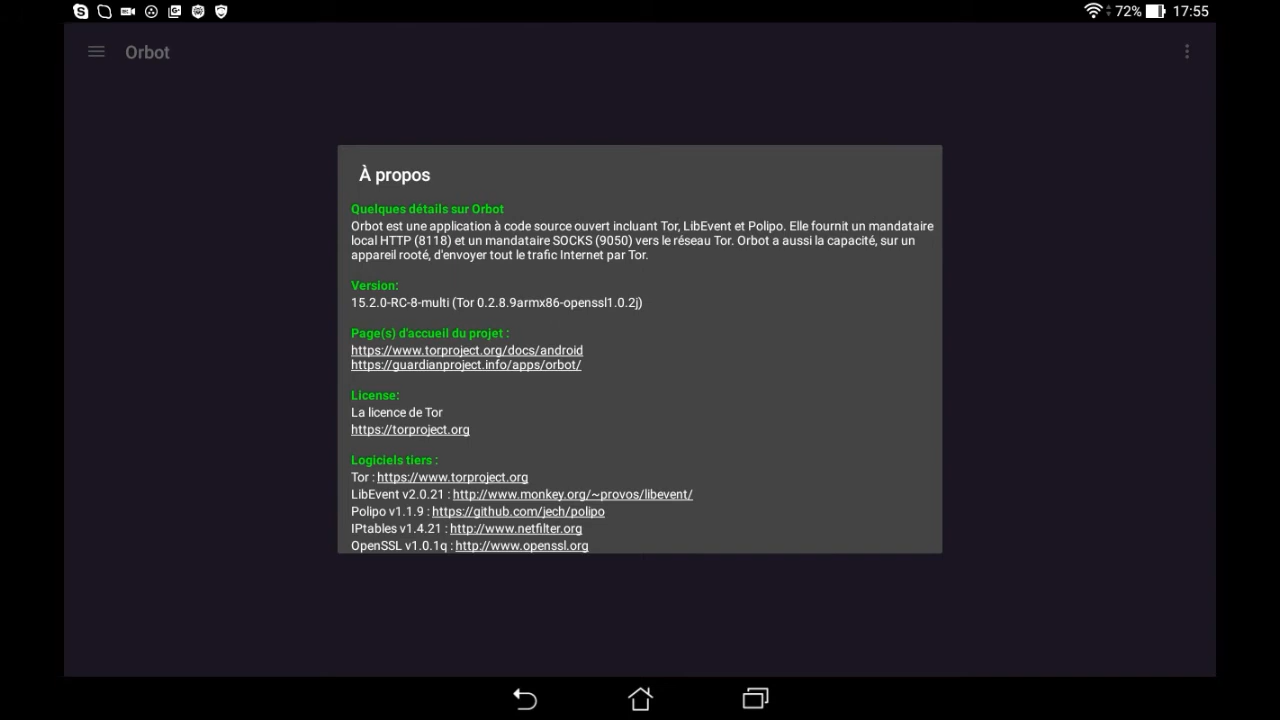 72% 17:55
Orbot
À propos
Quelques détails sur Orbot
Orbot est une application à code source ouvert incluant Tor, LibEvent et Polipo. Elle fournit un mandataire
local HTTP (8118) et un mandataire SOCKS (9050) vers le réseau Tor. Orbot a aussi la capacité, sur un
appareil rooté, d'envoyer tout le trafic Internet par Tor.
Version:
15.2.0-RC-8-multi (Tor 0.2.8.9armx86-openssl1.0.2j)
Page(s) d'accueil du projet :
https://www.torproject.org/docs/android
https://guardianproject.info/apps/orbot/
License:
La licence de Tor
https://torproject.org
Logiciels tiers :
Tor : https://www.torproject.org
LibEvent v2.0.21 : http://www.monkey.org/~provos/libevent/
Polipo v1.1.9 : https://github.com/jech/polipo
IPtables v1.4.21 : http://www.netfilter.org
OpenSSL v1.0.1q : http://www.openssl.org